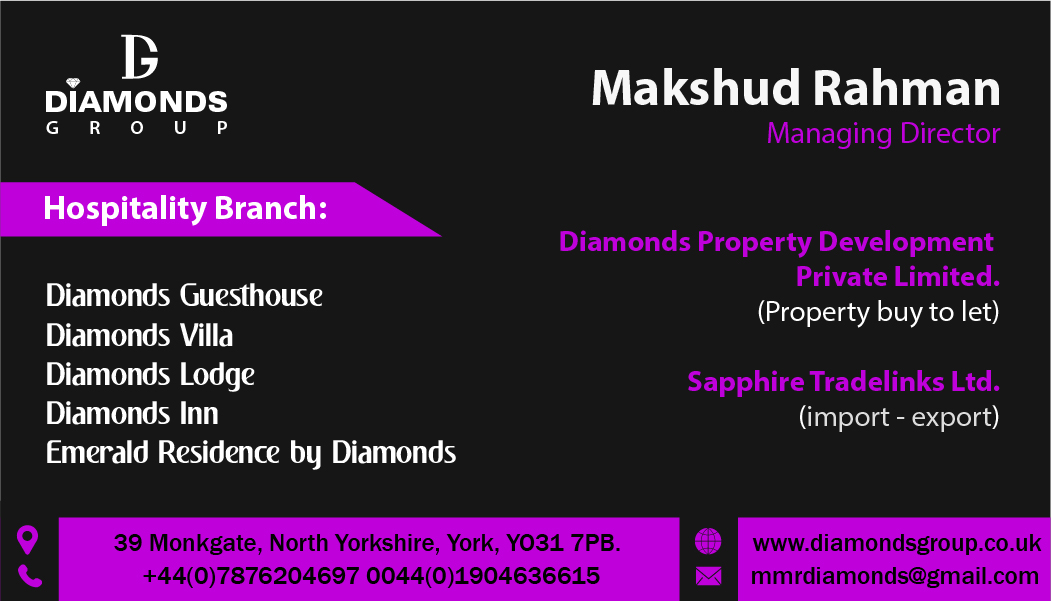 DG
DIAMONDS
GROUP
Makshud Rahman
Managing Director
Hospitality Branch:
Diamonds Guesthouse
Diamonds Villa
Diamonds Lodge
Diamonds Inn
Emerald Residence by Diamonds
Diamonds Property Development
Private Limited.
(Property buy to let)
Sapphire Tradelinks Ltd.
(import - export)
39 Monkgate, North Yorkshire, York, YO31 7PB.
+44(0)7876204697 0044(0)1904636615
www.diamondsgroup.co.uk
mmrdiamonds@gmail.com